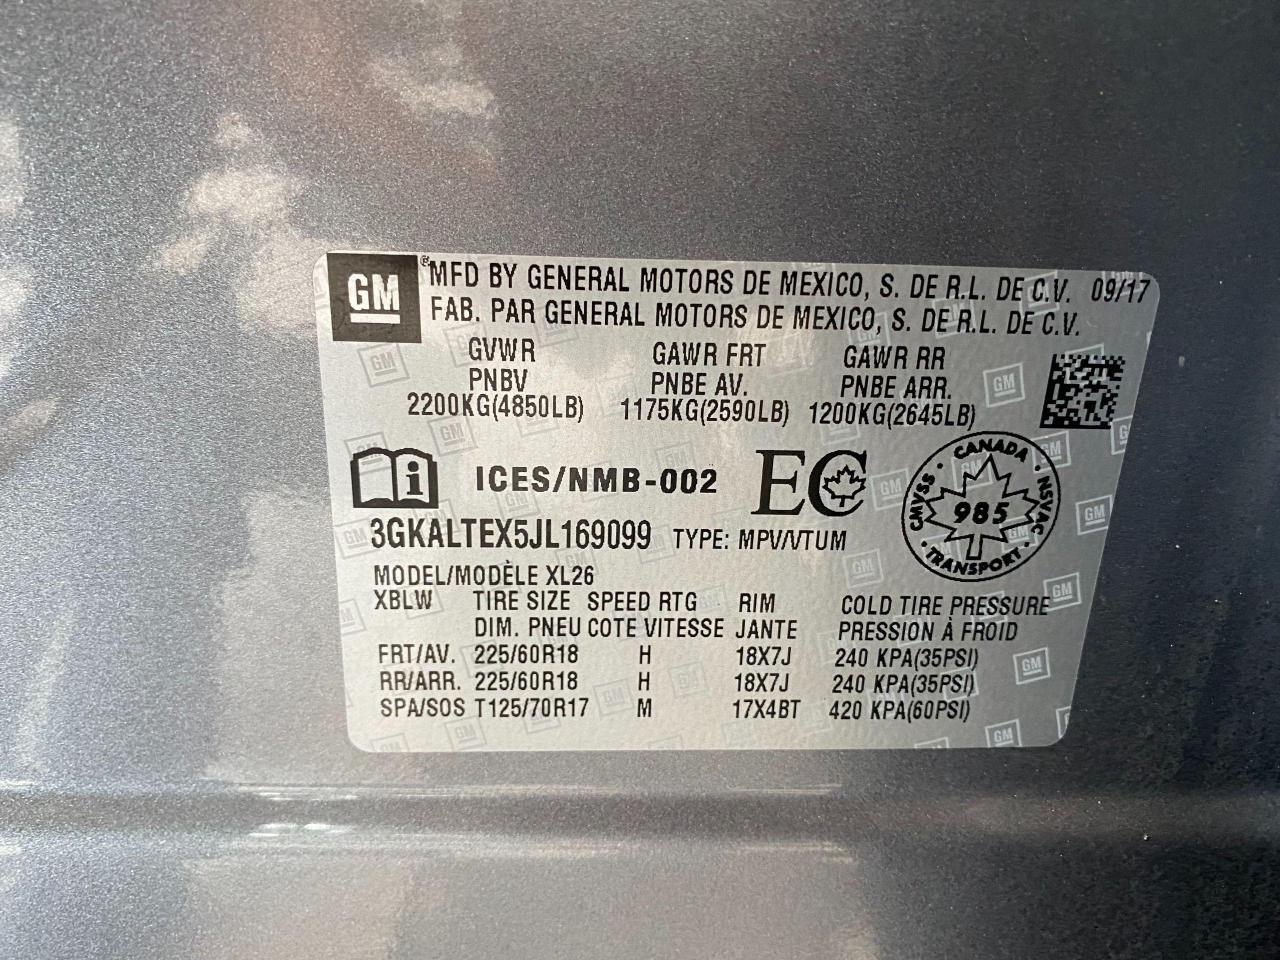 GM
®MFD BY GENERAL MOTORS DE MEXICO, S. DE R.L. DE C.V. 09/17
FAB. PAR GENERAL MOTORS DE MEXICO, S. DE R.L. DE C.V.
GVWR GAWR FRT GAWR RR
PNBV PNBE AV. PNBE ARR.
2200KG(4850LB) 1175KG(2590LB) 1200KG(2645LB)
i ICES/NMB-002 EC
CANADA
CMVSS 985 NSVAC
TRANSPORT
3GKALTEX5JL169099 TYPE: MPV/VTUM
MODEL/MODÈLE XL26
XBLW TIRE SIZE SPEED RTG RIM COLD TIRE PRESSURE
DIM. PNEU COTE VITESSE JANTE PRESSION À FROID
FRT/AV. 225/60R18 H 18X7J 240 KPA(35PSI)
RR/ARR. 225/60R18 H 18X7J 240 KPA(35PSI)
SPA/SOS T125/70R17 M 17X4BT 420 KPA(60PSI)